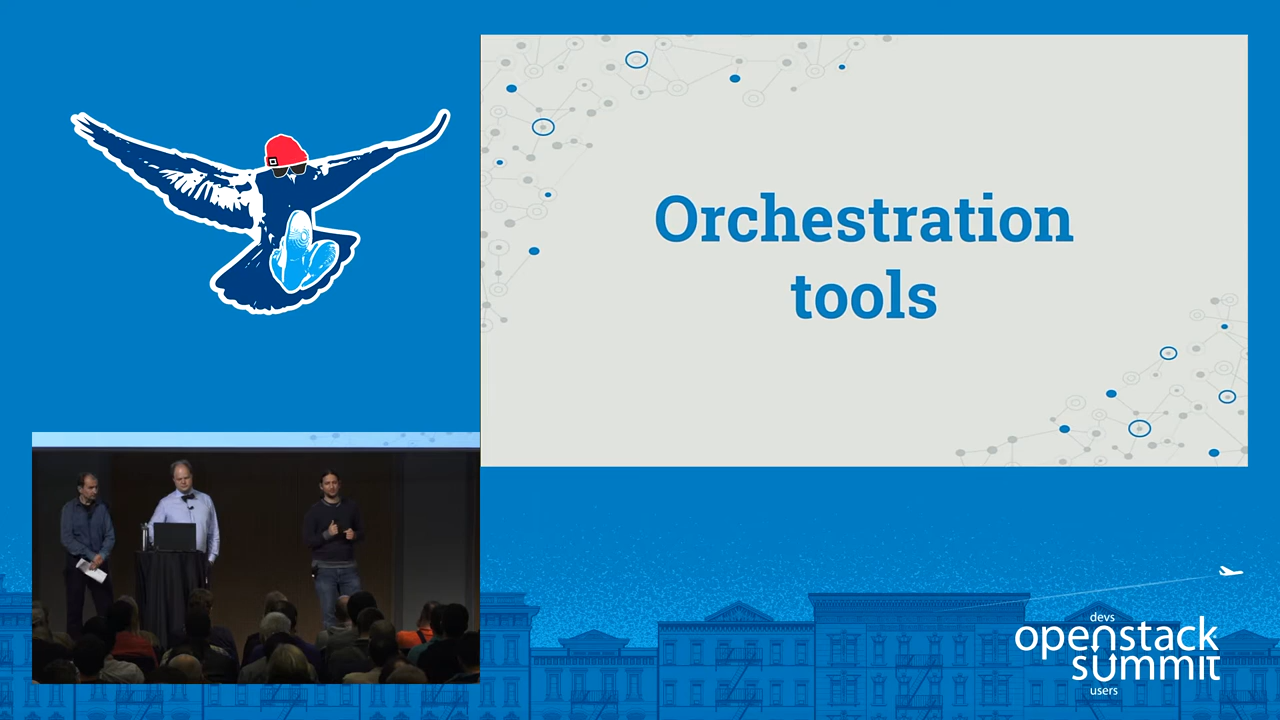 Orchestration
tools
devs
openstack
summit
users